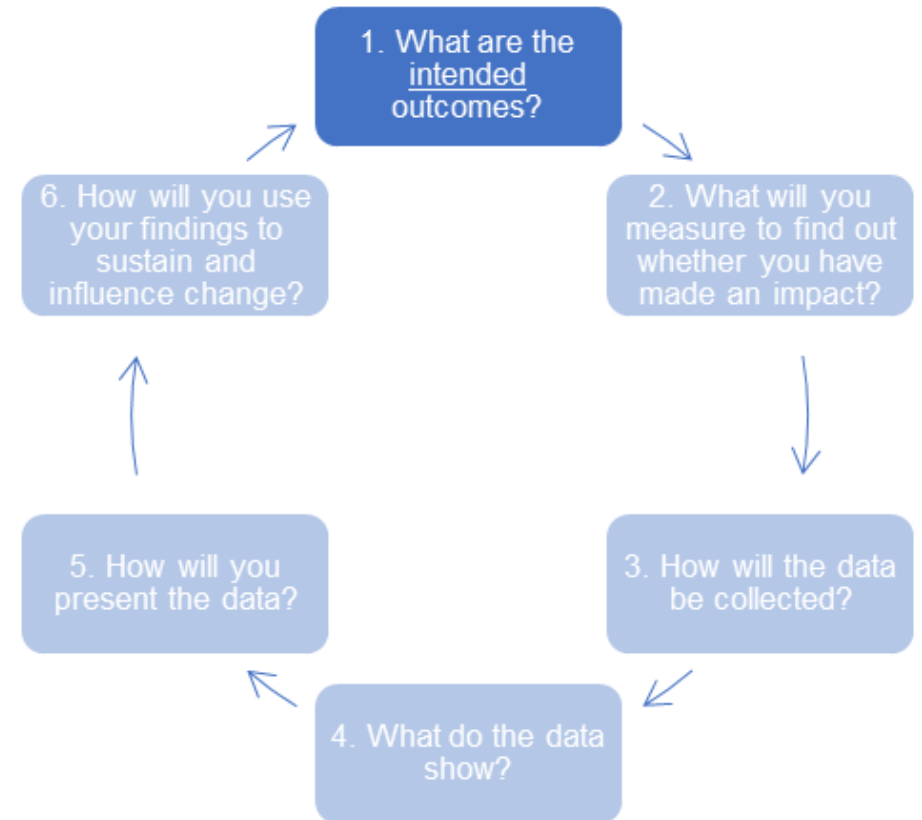 1. What are the
intended
outcomes?
2. What will you
measure to find out
whether you have
made an impact?
3. How will the data
be collected?
4. What do the data
show?
5. How will you
present the data?
6. How will you use
your findings to
sustain and
influence change?